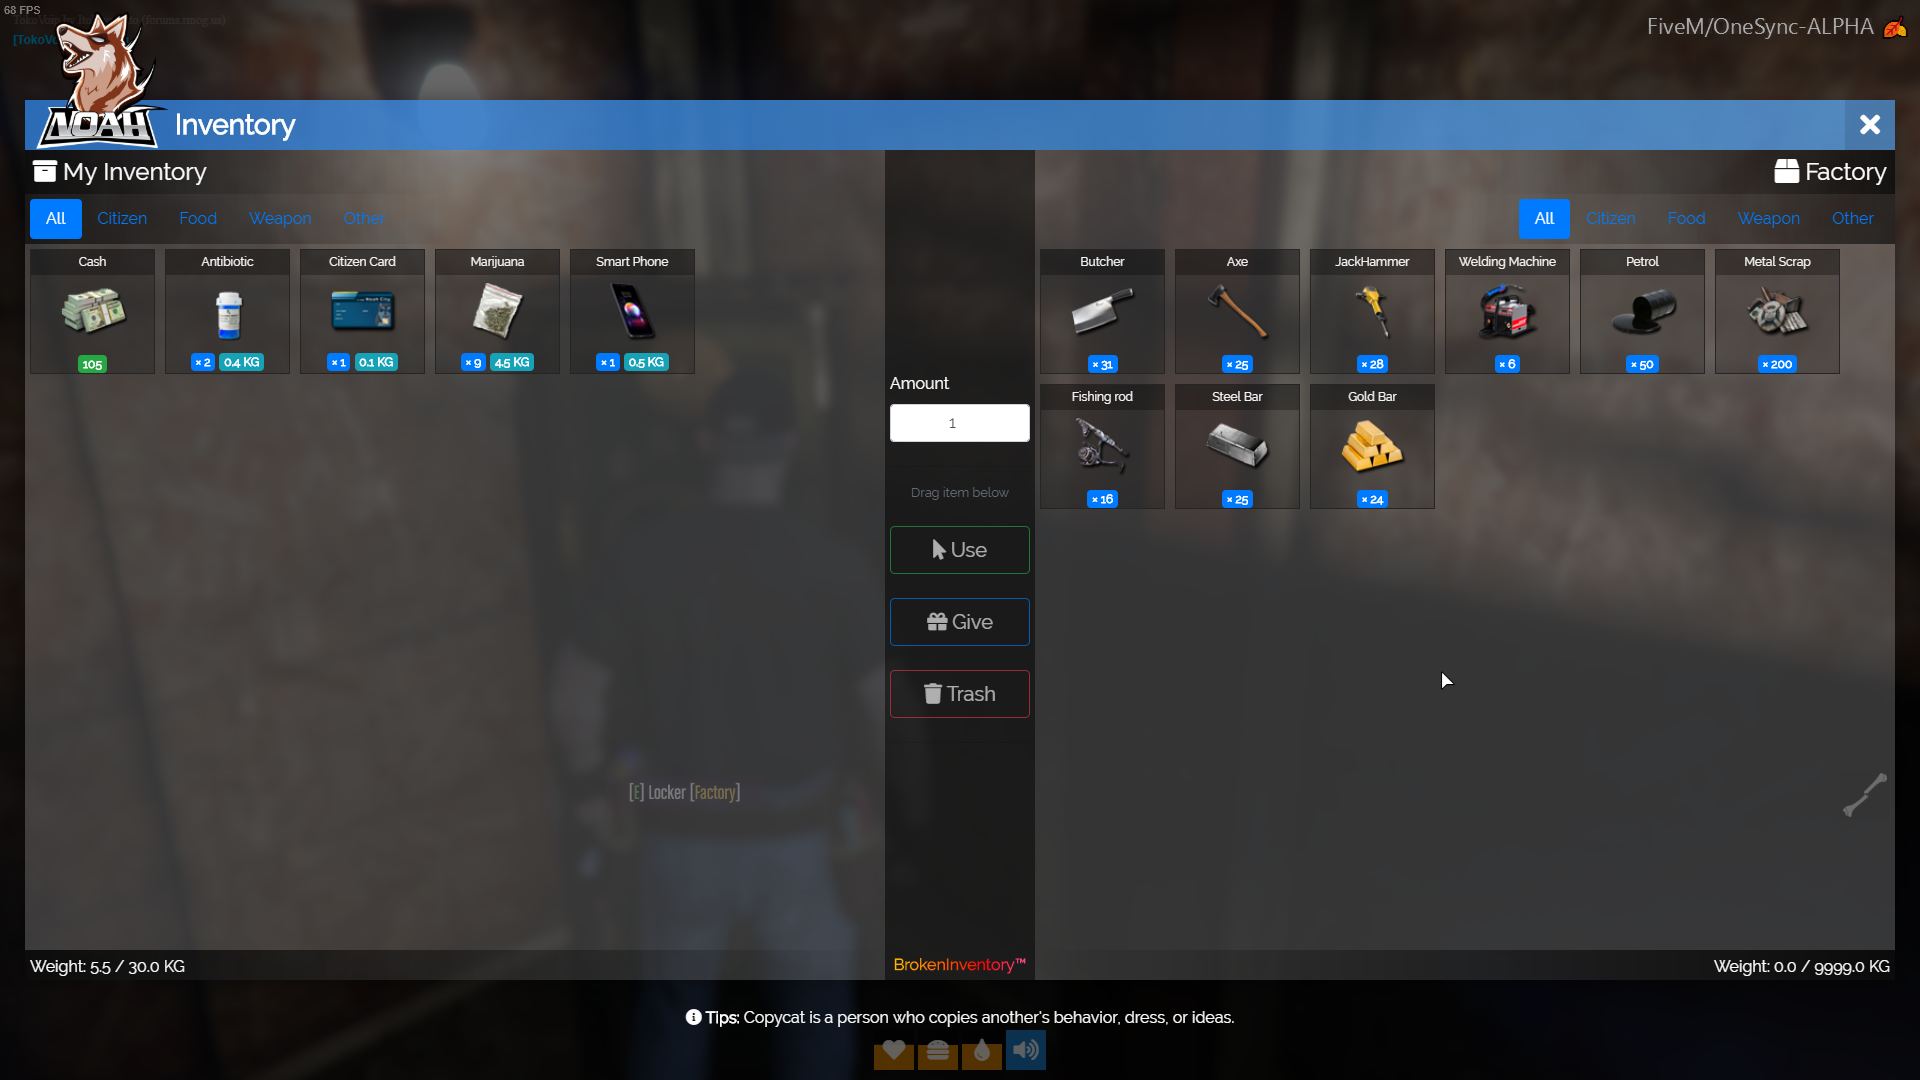 68 FPS
FiveM/OneSync-ALPHA
NOAH
Inventory
My Inventory
Factory
All Citizen Food Weapon Other
All Citizen Food Weapon Other
Cash Antibiotic Citizen Card Marijuana Smart Phone
105 × 2 0.4 KG × 1 0.1 KG × 9 4.5 KG × 1 0.5 KG
Butcher Axe JackHammer Welding Machine Petrol Metal Scrap
× 31 × 25 × 28 × 6 × 50 × 200
Fishing rod Steel Bar Gold Bar
× 16 × 25 × 24
Amount
1
Drag item below
Use
Give
Trash
[E] Locker [Factory]
BrokenInventory™
Weight: 5.5 / 30.0 KG
Weight: 0.0 / 9999.0 KG
Tips: Copycat is a person who copies another's behavior, dress, or ideas.